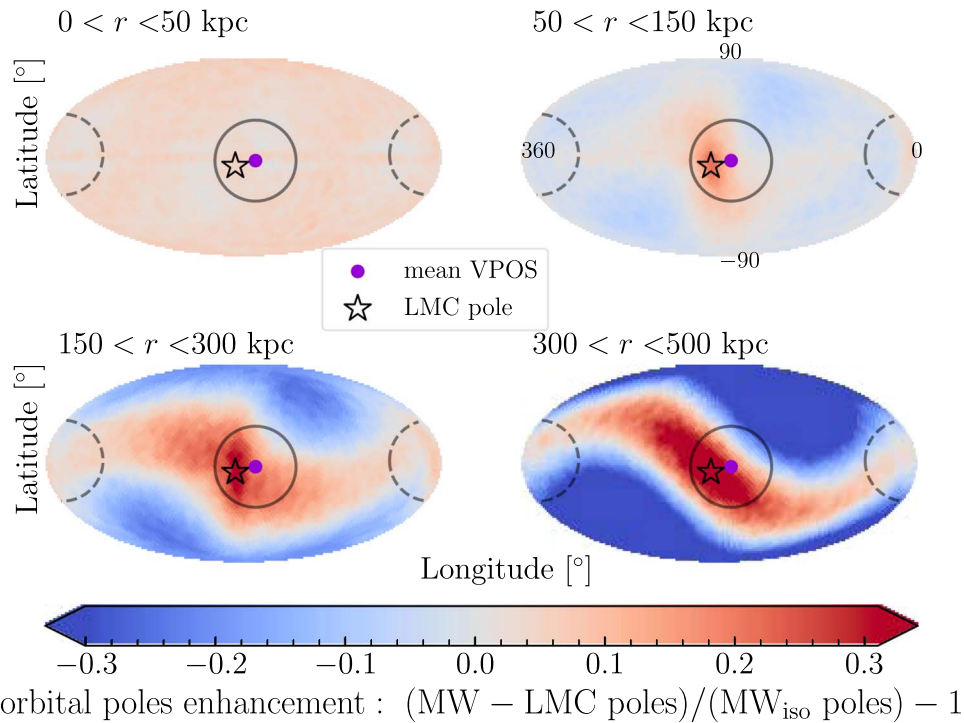 0 < r <50 kpc
50 < r <150 kpc
90
Latitude [°]
360
0
−90
mean VPOS
LMC pole
150 < r <300 kpc
300 < r <500 kpc
Latitude [°]
Longitude [°]
−0.3 −0.2 −0.1 0.0 0.1 0.2 0.3
orbital poles enhancement : (MW − LMC poles)/(MWiso poles) − 1